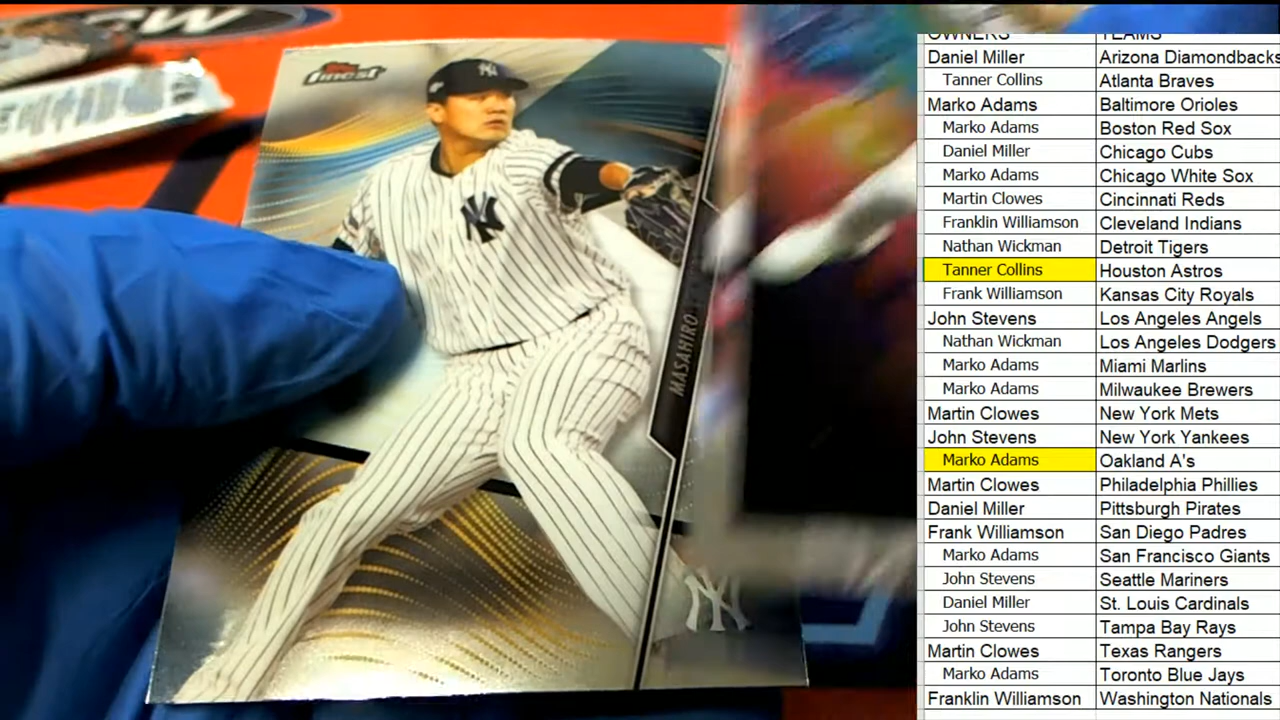 OWNERS TEAMS
Daniel Miller Arizona Diamondbacks
Tanner Collins Atlanta Braves
Marko Adams Baltimore Orioles
Marko Adams Boston Red Sox
Daniel Miller Chicago Cubs
Marko Adams Chicago White Sox
Martin Clowes Cincinnati Reds
Franklin Williamson Cleveland Indians
Nathan Wickman Detroit Tigers
Tanner Collins Houston Astros
Frank Williamson Kansas City Royals
John Stevens Los Angeles Angels
Nathan Wickman Los Angeles Dodgers
Marko Adams Miami Marlins
Marko Adams Milwaukee Brewers
Martin Clowes New York Mets
John Stevens New York Yankees
Marko Adams Oakland A's
Martin Clowes Philadelphia Phillies
Daniel Miller Pittsburgh Pirates
Frank Williamson San Diego Padres
Marko Adams San Francisco Giants
John Stevens Seattle Mariners
Daniel Miller St. Louis Cardinals
John Stevens Tampa Bay Rays
Martin Clowes Texas Rangers
Marko Adams Toronto Blue Jays
Franklin Williamson Washington Nationals
Topps
finest
NY
NY
MASAHIRO
NY